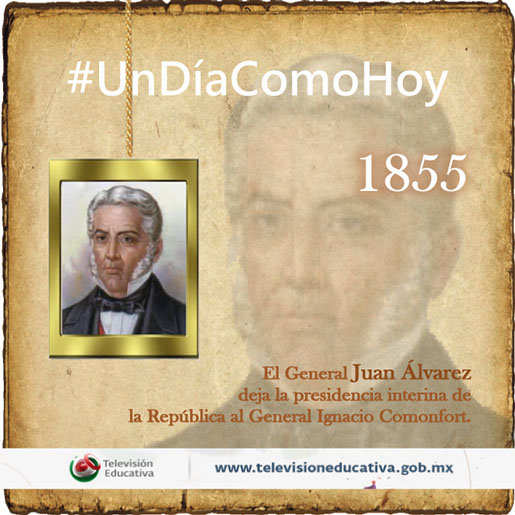 #UnDíaComoHoy
1855
El General Juan Álvarez
deja la presidencia interina de
la República al General Ignacio Comonfort.
Televisión
Educativa
www.televisioneducativa.gob.mx